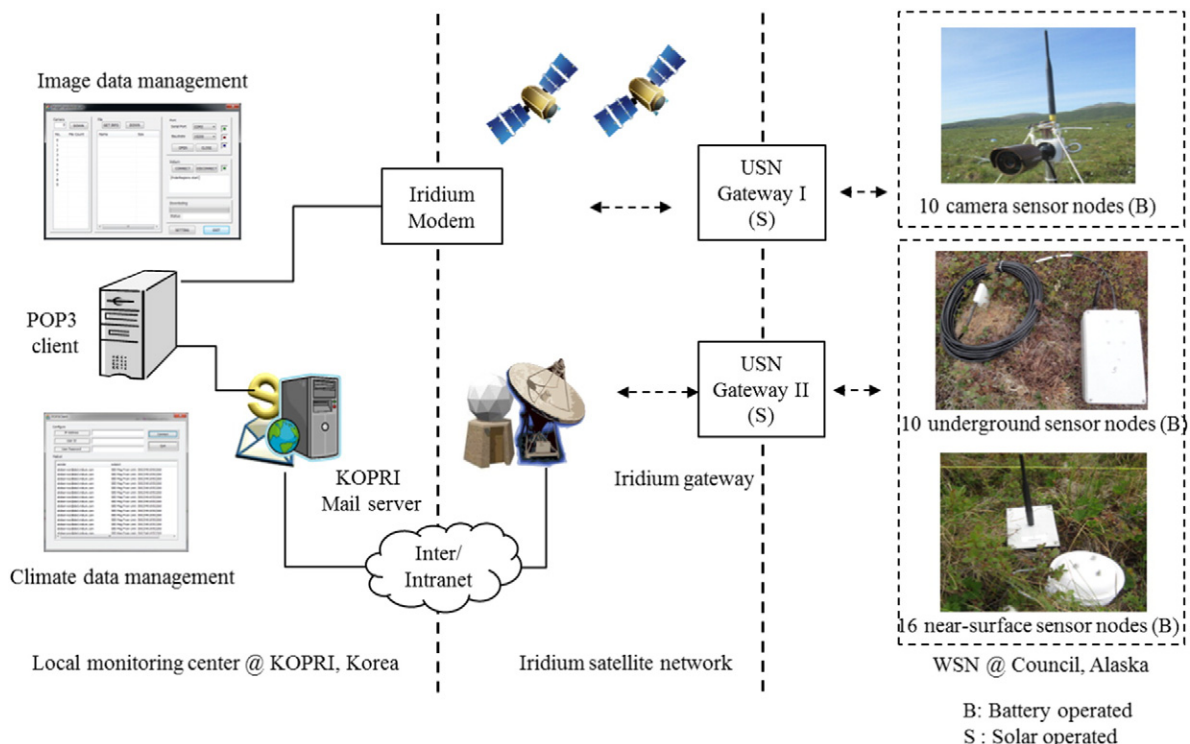 Image data management
Iridium
Modem
USN
Gateway I
(S)
10 camera sensor nodes (B)
POP3
client
USN
Gateway II
(S)
10 underground sensor nodes (B)
KOPRI
Mail server
Iridium gateway
Inter/
Intranet
Climate data management
16 near-surface sensor nodes (B)
Local monitoring center @ KOPRI, Korea
Iridium satellite network
WSN @ Council, Alaska
B: Battery operated
S : Solar operated